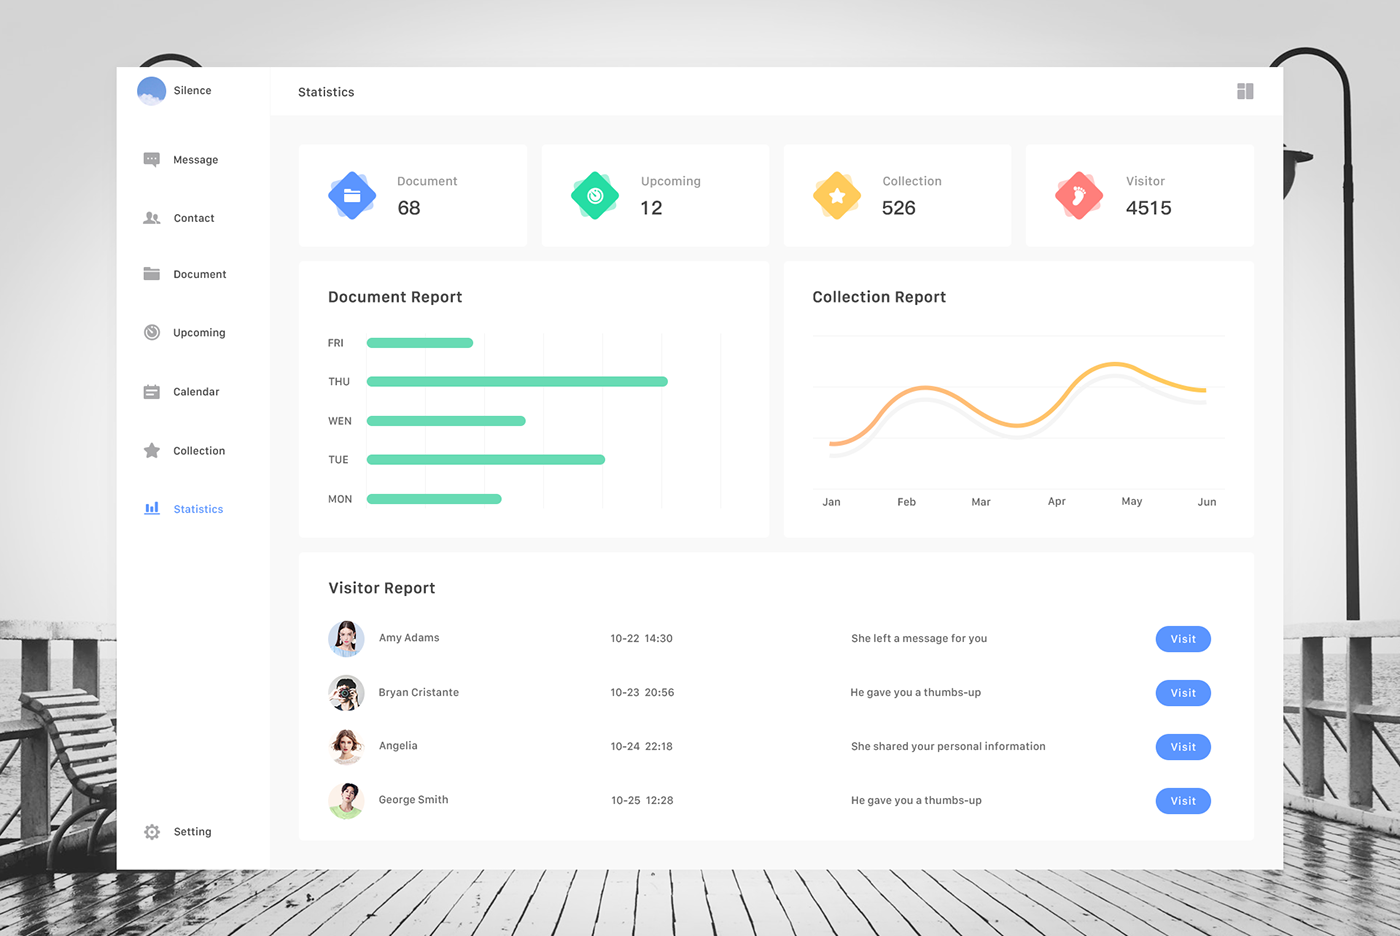 Silence
Message
Contact
Document
Upcoming
Calendar
Collection
Statistics
Setting
Statistics
Document
68
Upcoming
12
Collection
526
Visitor
4515
Document Report
FRI
THU
WEN
TUE
MON
Collection Report
Jan Feb Mar Apr May Jun
Visitor Report
Amy Adams 10-22 14:30 She left a message for you Visit
Bryan Cristante 10-23 20:56 He gave you a thumbs-up Visit
Angelia 10-24 22:18 She shared your personal information Visit
George Smith 10-25 12:28 He gave you a thumbs-up Visit